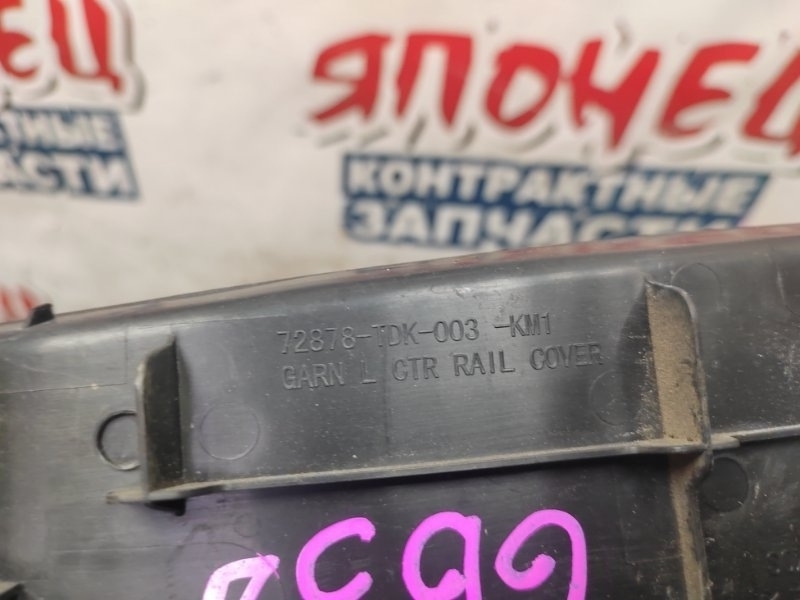 ЯПОНЕЦ
КОНТРАКТНЫЕ
ЗАПЧАСТИ
72878-TDK-003 -KM1
GARN L CTR RAIL COVER